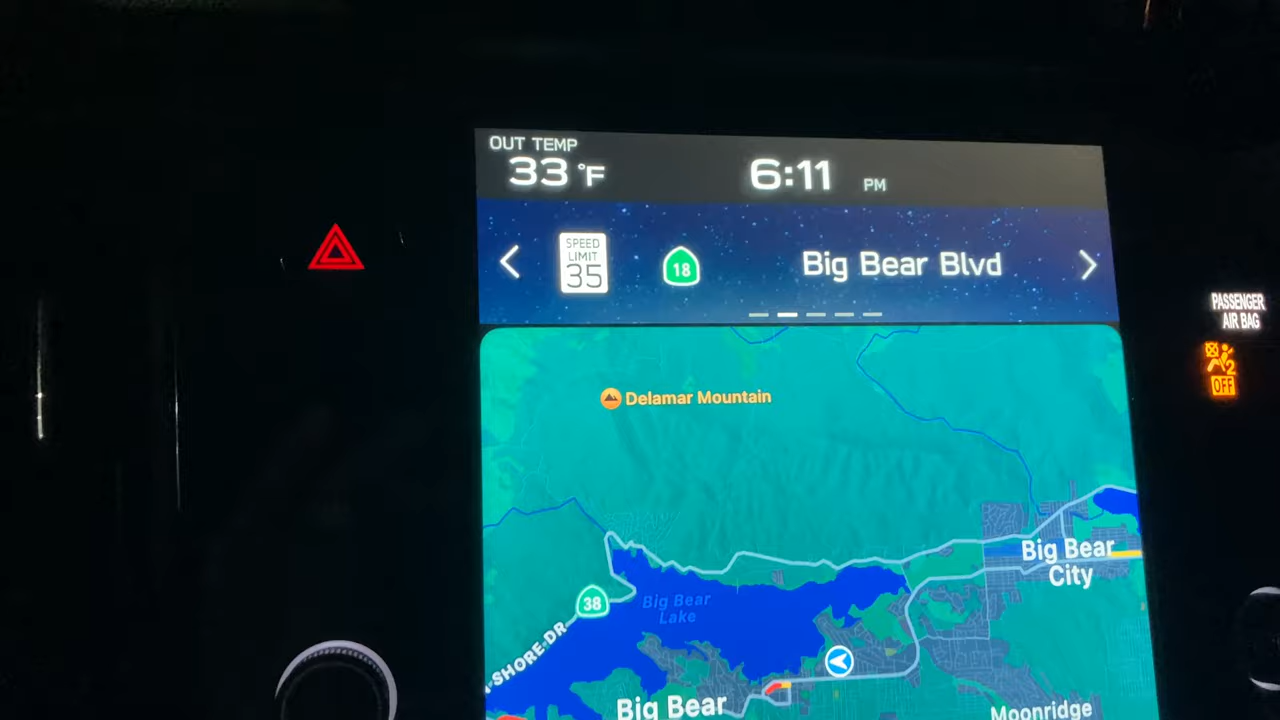 OUT TEMP
33 °F
6:11 PM
SPEED
LIMIT
35
18
Big Bear Blvd
PASSENGER
AIR BAG
2
OFF
Delamar Mountain
Big Bear
City
38
Big Bear
Lake
SHORE DR
Big Bear
Moonridge